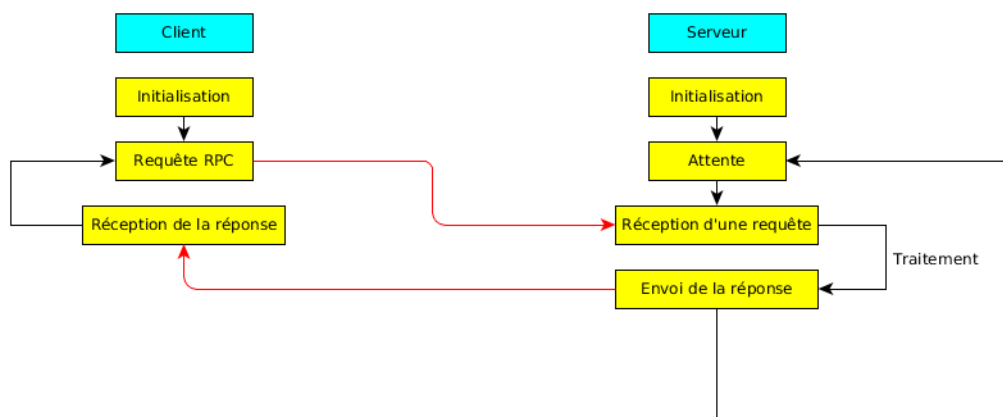 Client
Serveur
Initialisation
Initialisation
Requête RPC
Attente
Réception de la réponse
Réception d'une requête
Traitement
Envoi de la réponse